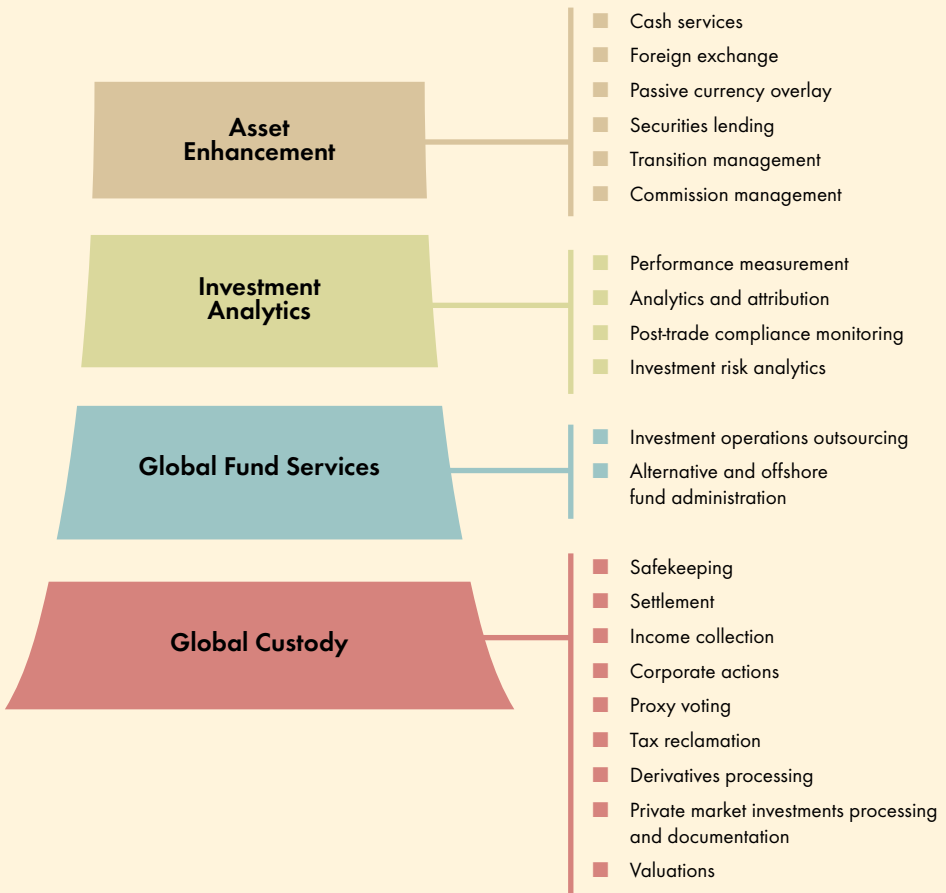 Asset
Enhancement
Cash services
Foreign exchange
Passive currency overlay
Securities lending
Transition management
Commission management
Investment
Analytics
Performance measurement
Analytics and attribution
Post-trade compliance monitoring
Investment risk analytics
Global Fund Services
Investment operations outsourcing
Alternative and offshore
fund administration
Global Custody
Safekeeping
Settlement
Income collection
Corporate actions
Proxy voting
Tax reclamation
Derivatives processing
Private market investments processing
and documentation
Valuations